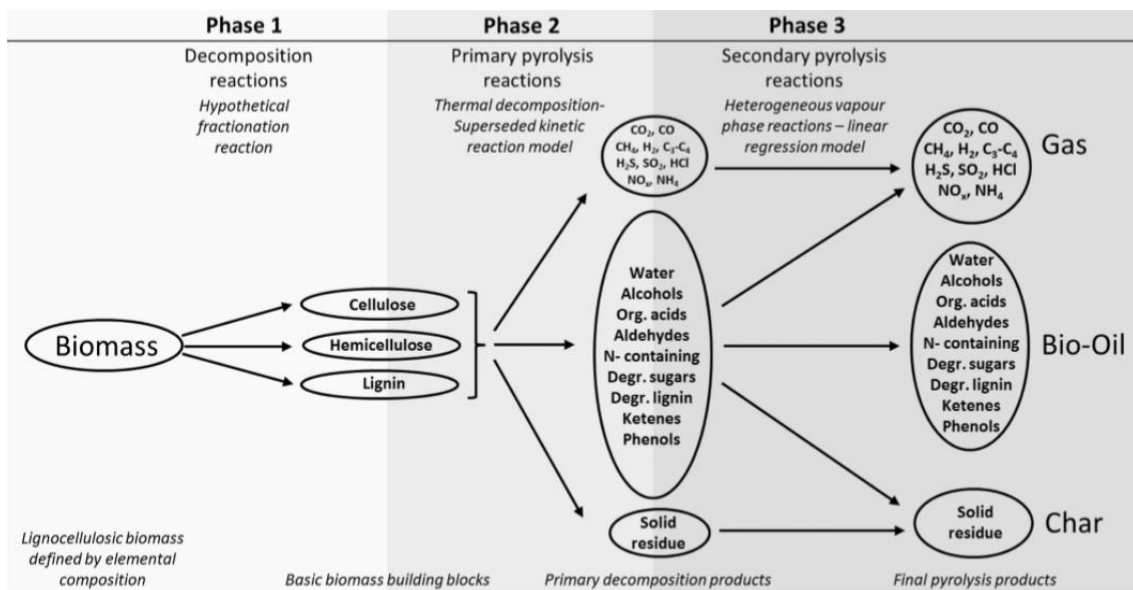 Phase 1
Phase 2
Phase 3
Decomposition
reactions
Hypothetical
fractionation
reaction
Primary pyrolysis
reactions
Thermal decomposition-
Superseded kinetic
reaction model
Secondary pyrolysis
reactions
Heterogeneous vapour
phase reactions – linear
regression model
CO₂, CO
CH₄, H₂, C₃-C₄
H₂S, SO₂, HCl
NOₓ, NH₄
CO₂, CO
CH₄, H₂, C₃-C₄
H₂S, SO₂, HCl
NOₓ, NH₄
Gas
Biomass
Cellulose
Hemicellulose
Lignin
Water
Alcohols
Org. acids
Aldehydes
N- containing
Degr. sugars
Degr. lignin
Ketenes
Phenols
Water
Alcohols
Org. acids
Aldehydes
N- containing
Degr. sugars
Degr. lignin
Ketenes
Phenols
Bio-Oil
Solid
residue
Solid
residue
Char
Lignocellulosic biomass
defined by elemental
composition
Basic biomass building blocks
Primary decomposition products
Final pyrolysis products